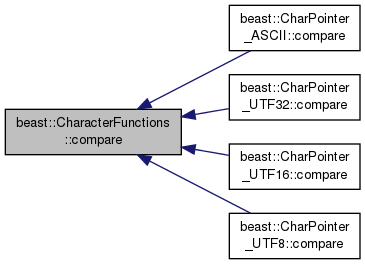 beast::CharPointer
_ASCII::compare
beast::CharPointer
_UTF32::compare
beast::CharacterFunctions
::compare
beast::CharPointer
_UTF16::compare
beast::CharPointer
_UTF8::compare